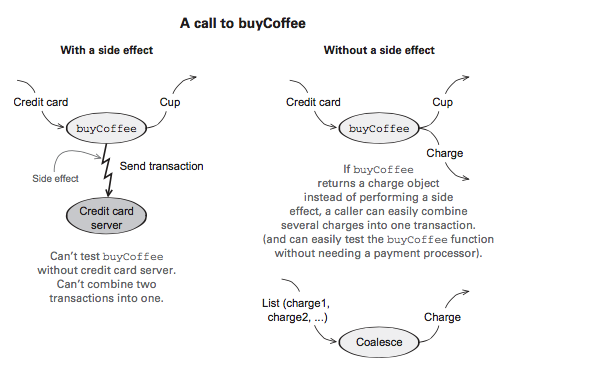 A call to buyCoffee
With a side effect
Credit card
Cup
buyCoffee
Send transaction
Side effect
Credit card
server
Can't test buyCoffee
without credit card server.
Can't combine two
transactions into one.
Without a side effect
Credit card
Cup
buyCoffee
Charge
If buyCoffee
returns a charge object
instead of performing a side
effect, a caller can easily combine
several charges into one transaction.
(and can easily test the buyCoffee function
without needing a payment processor).
List (charge1,
charge2, ...)
Charge
Coalesce